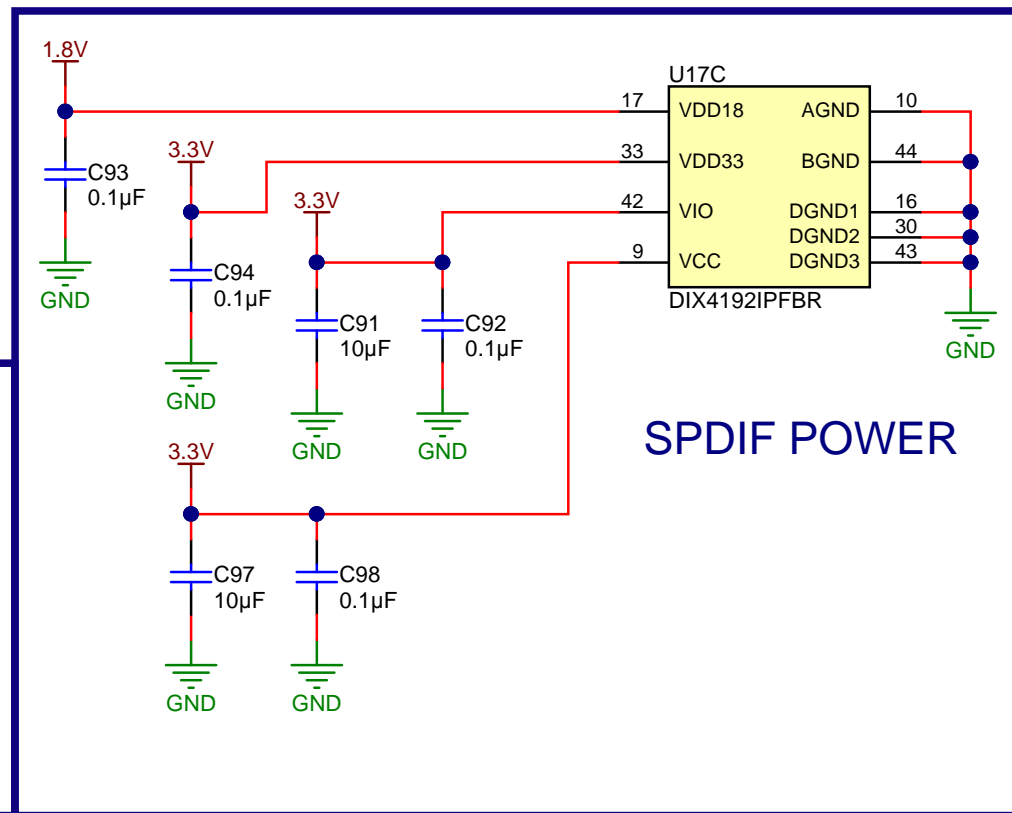 1.8V
C93
0.1µF
GND
3.3V
C94
0.1µF
GND
3.3V
C91
10µF
GND
C92
0.1µF
GND
3.3V
C97
10µF
GND
C98
0.1µF
GND
U17C
17 VDD18 AGND 10
33 VDD33 BGND 44
42 VIO DGND1 16
DGND2 30
9 VCC DGND3 43
DIX4192IPFBR
GND
SPDIF POWER